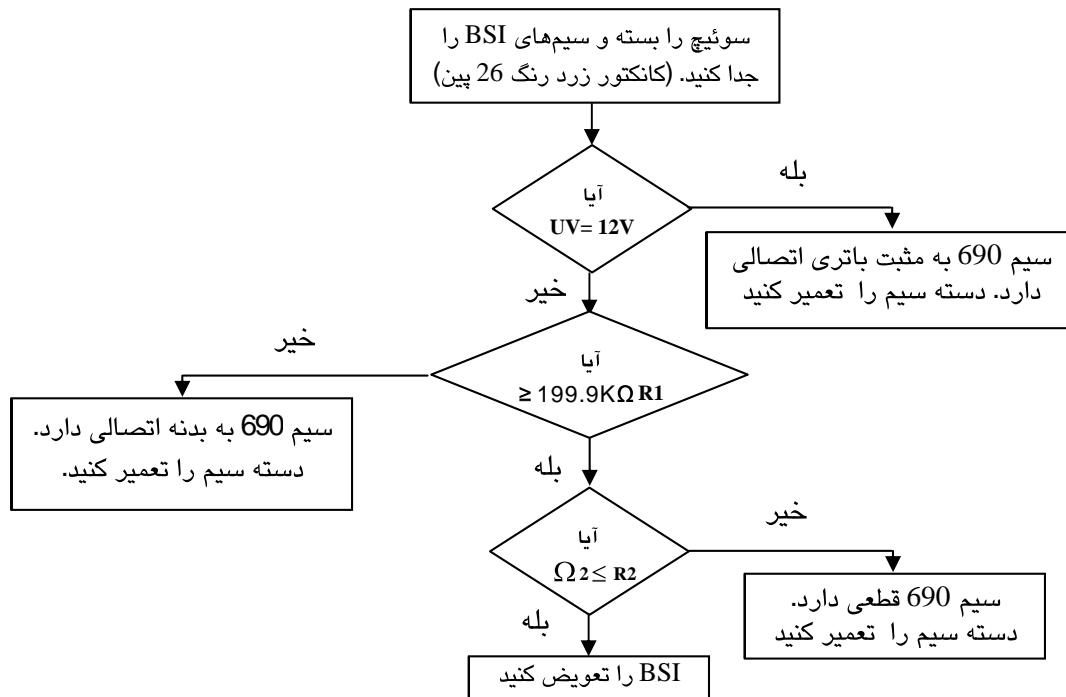 سوئیچ را بسته و سیم‌های BSI را
جدا کنید. (کانکتور زرد رنگ 26 پین)
بله
آیا
UV= 12V
سیم 690 به مثبت باتری اتصالی
دارد. دسته سیم را تعمیر کنید
خیر
خیر
آیا
≥ 199.9KΩ R1
سیم 690 به بدنه اتصالی دارد.
دسته سیم را تعمیر کنید.
بله
خیر
آیا
Ω 2 ≤ R2
سیم 690 قطعی دارد.
دسته سیم را تعمیر کنید
بله
BSI را تعویض کنید